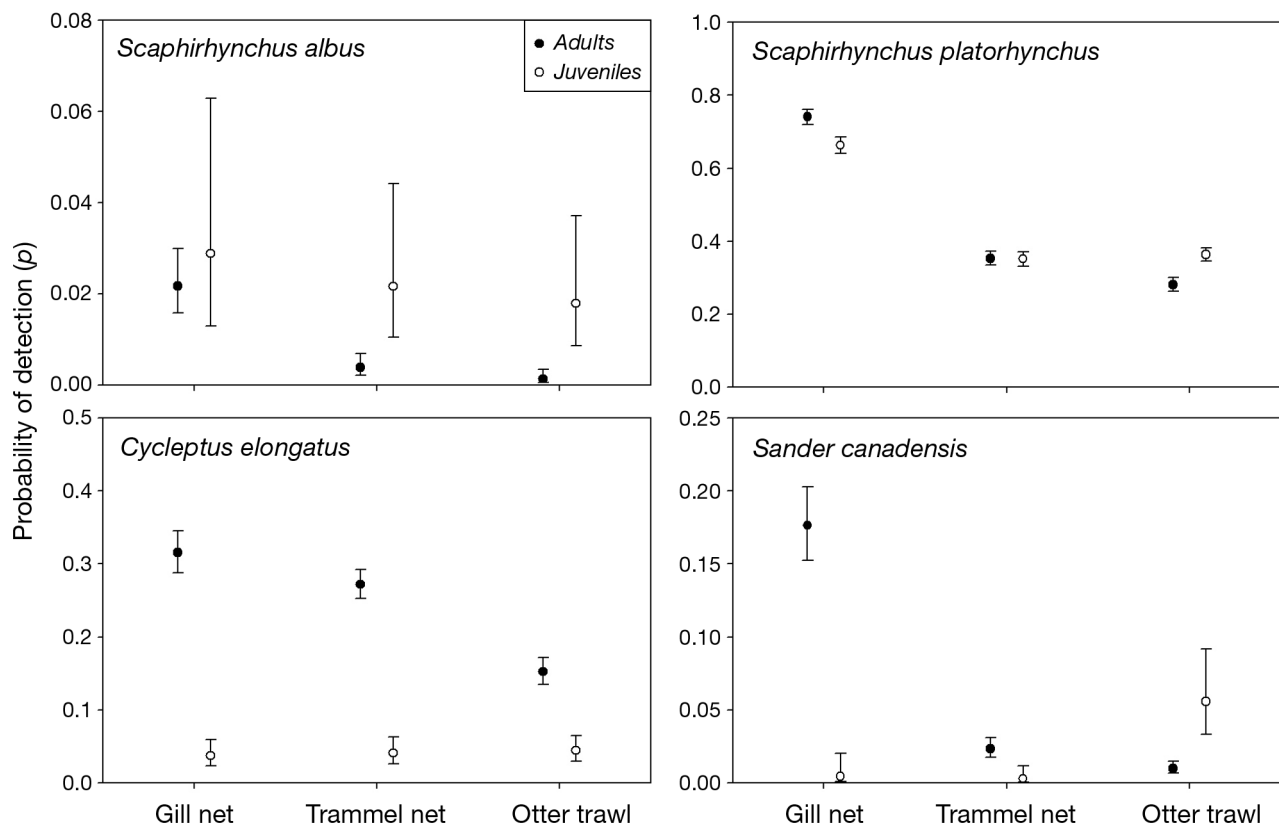 Probability of detection (p)
Scaphirhynchus albus
Adults
Juveniles
0.08
0.06
0.04
0.02
0.00
Scaphirhynchus platorhynchus
1.0
0.8
0.6
0.4
0.2
0.0
Cycleptus elongatus
0.5
0.4
0.3
0.2
0.1
0.0
Gill net Trammel net Otter trawl
Sander canadensis
0.25
0.20
0.15
0.10
0.05
0.00
Gill net Trammel net Otter trawl